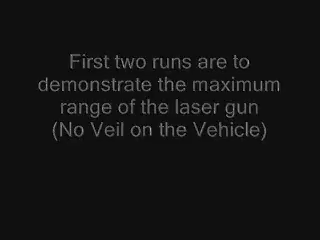 First two runs are to
demonstrate the maximum
range of the laser gun
(No Veil on the Vehicle)